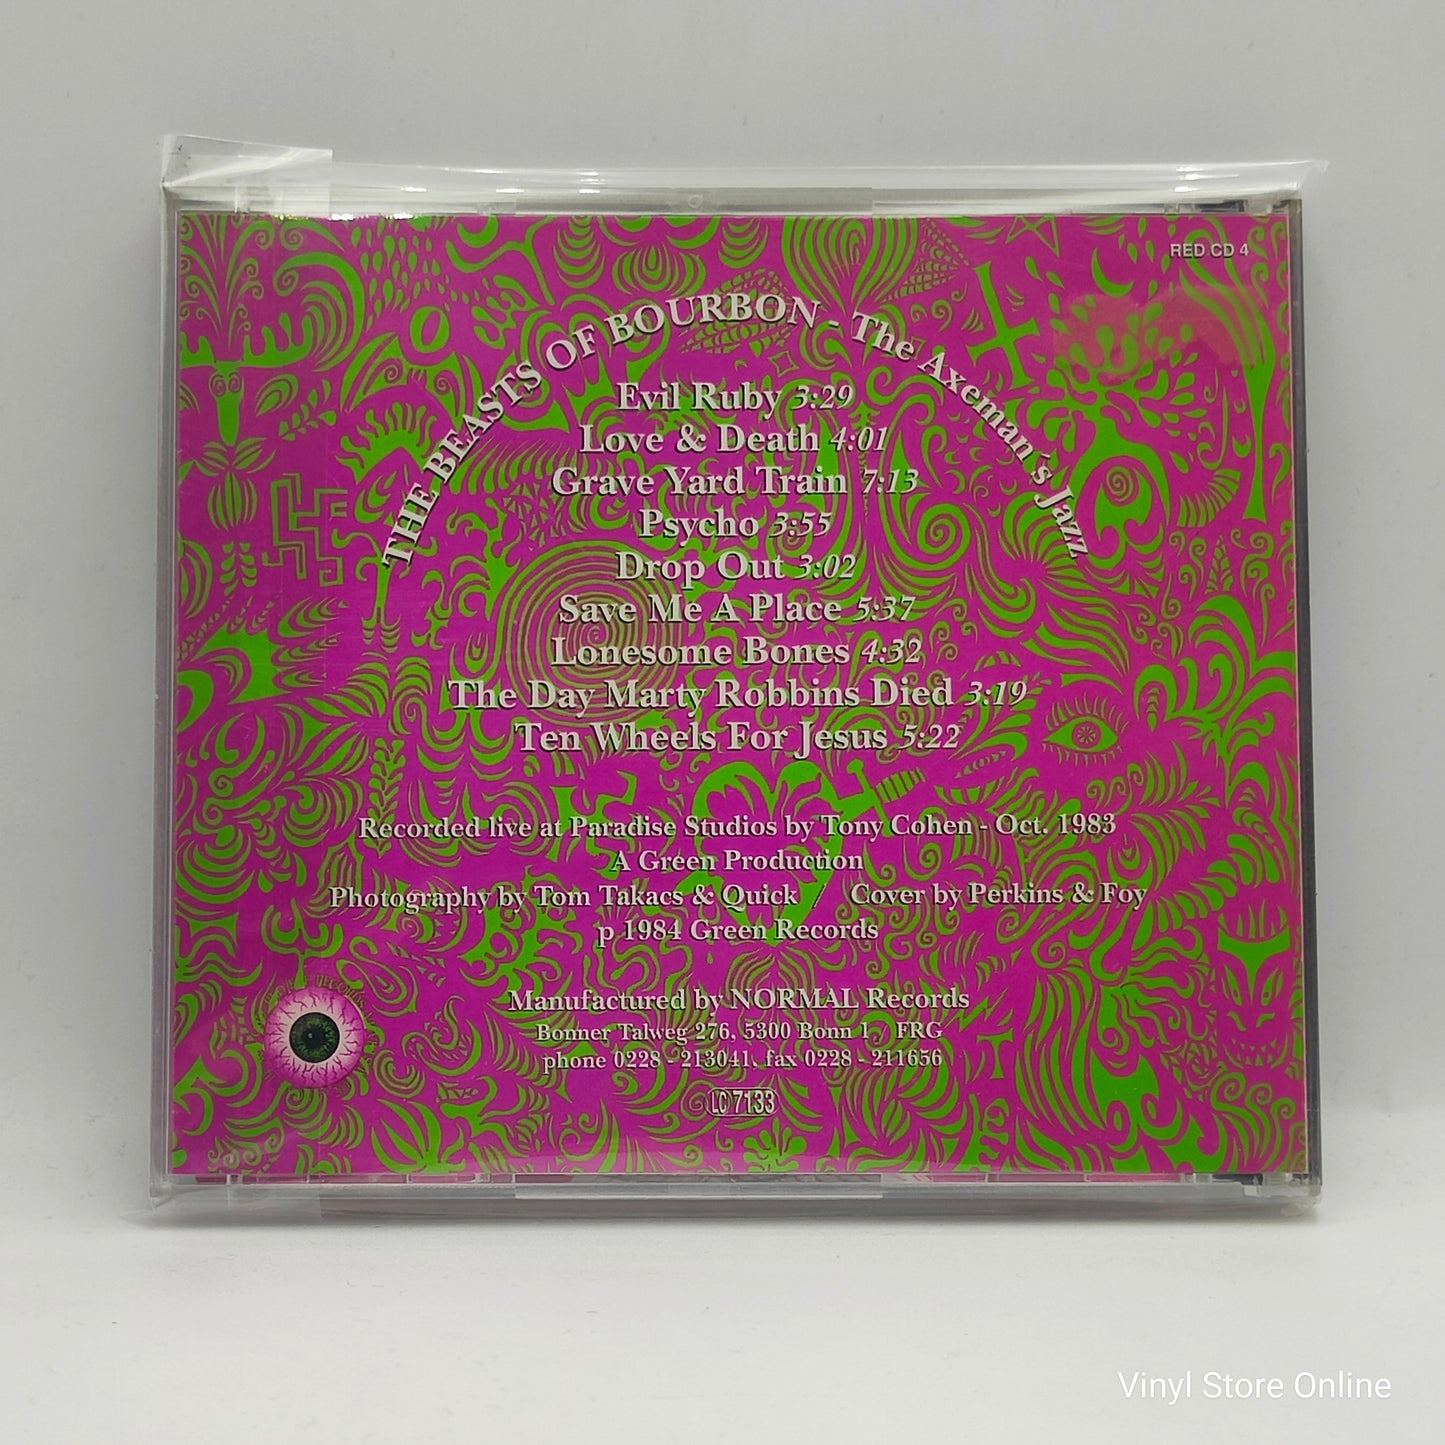 RED CD 4
THE BEASTS OF BOURBON - The Axeman´s Jazz
Evil Ruby 3:29
Love & Death 4:01
Grave Yard Train 7:13
Psycho 3:55
Drop Out 3:02
Save Me A Place 5:37
Lonesome Bones 4:32
The Day Marty Robbins Died 3:19
Ten Wheels For Jesus 5:22
Recorded live at Paradise Studios by Tony Cohen - Oct. 1983
A Green Production
Photography by Tom Takacs & Quick / Cover by Perkins & Foy
p 1984 Green Records
RECORDS
Manufactured by NORMAL Records
Bonner Talweg 276, 5300 Bonn 1 / FRG
phone 0228 - 213041, fax 0228 - 211656
LC 7133
Vinyl Store Online